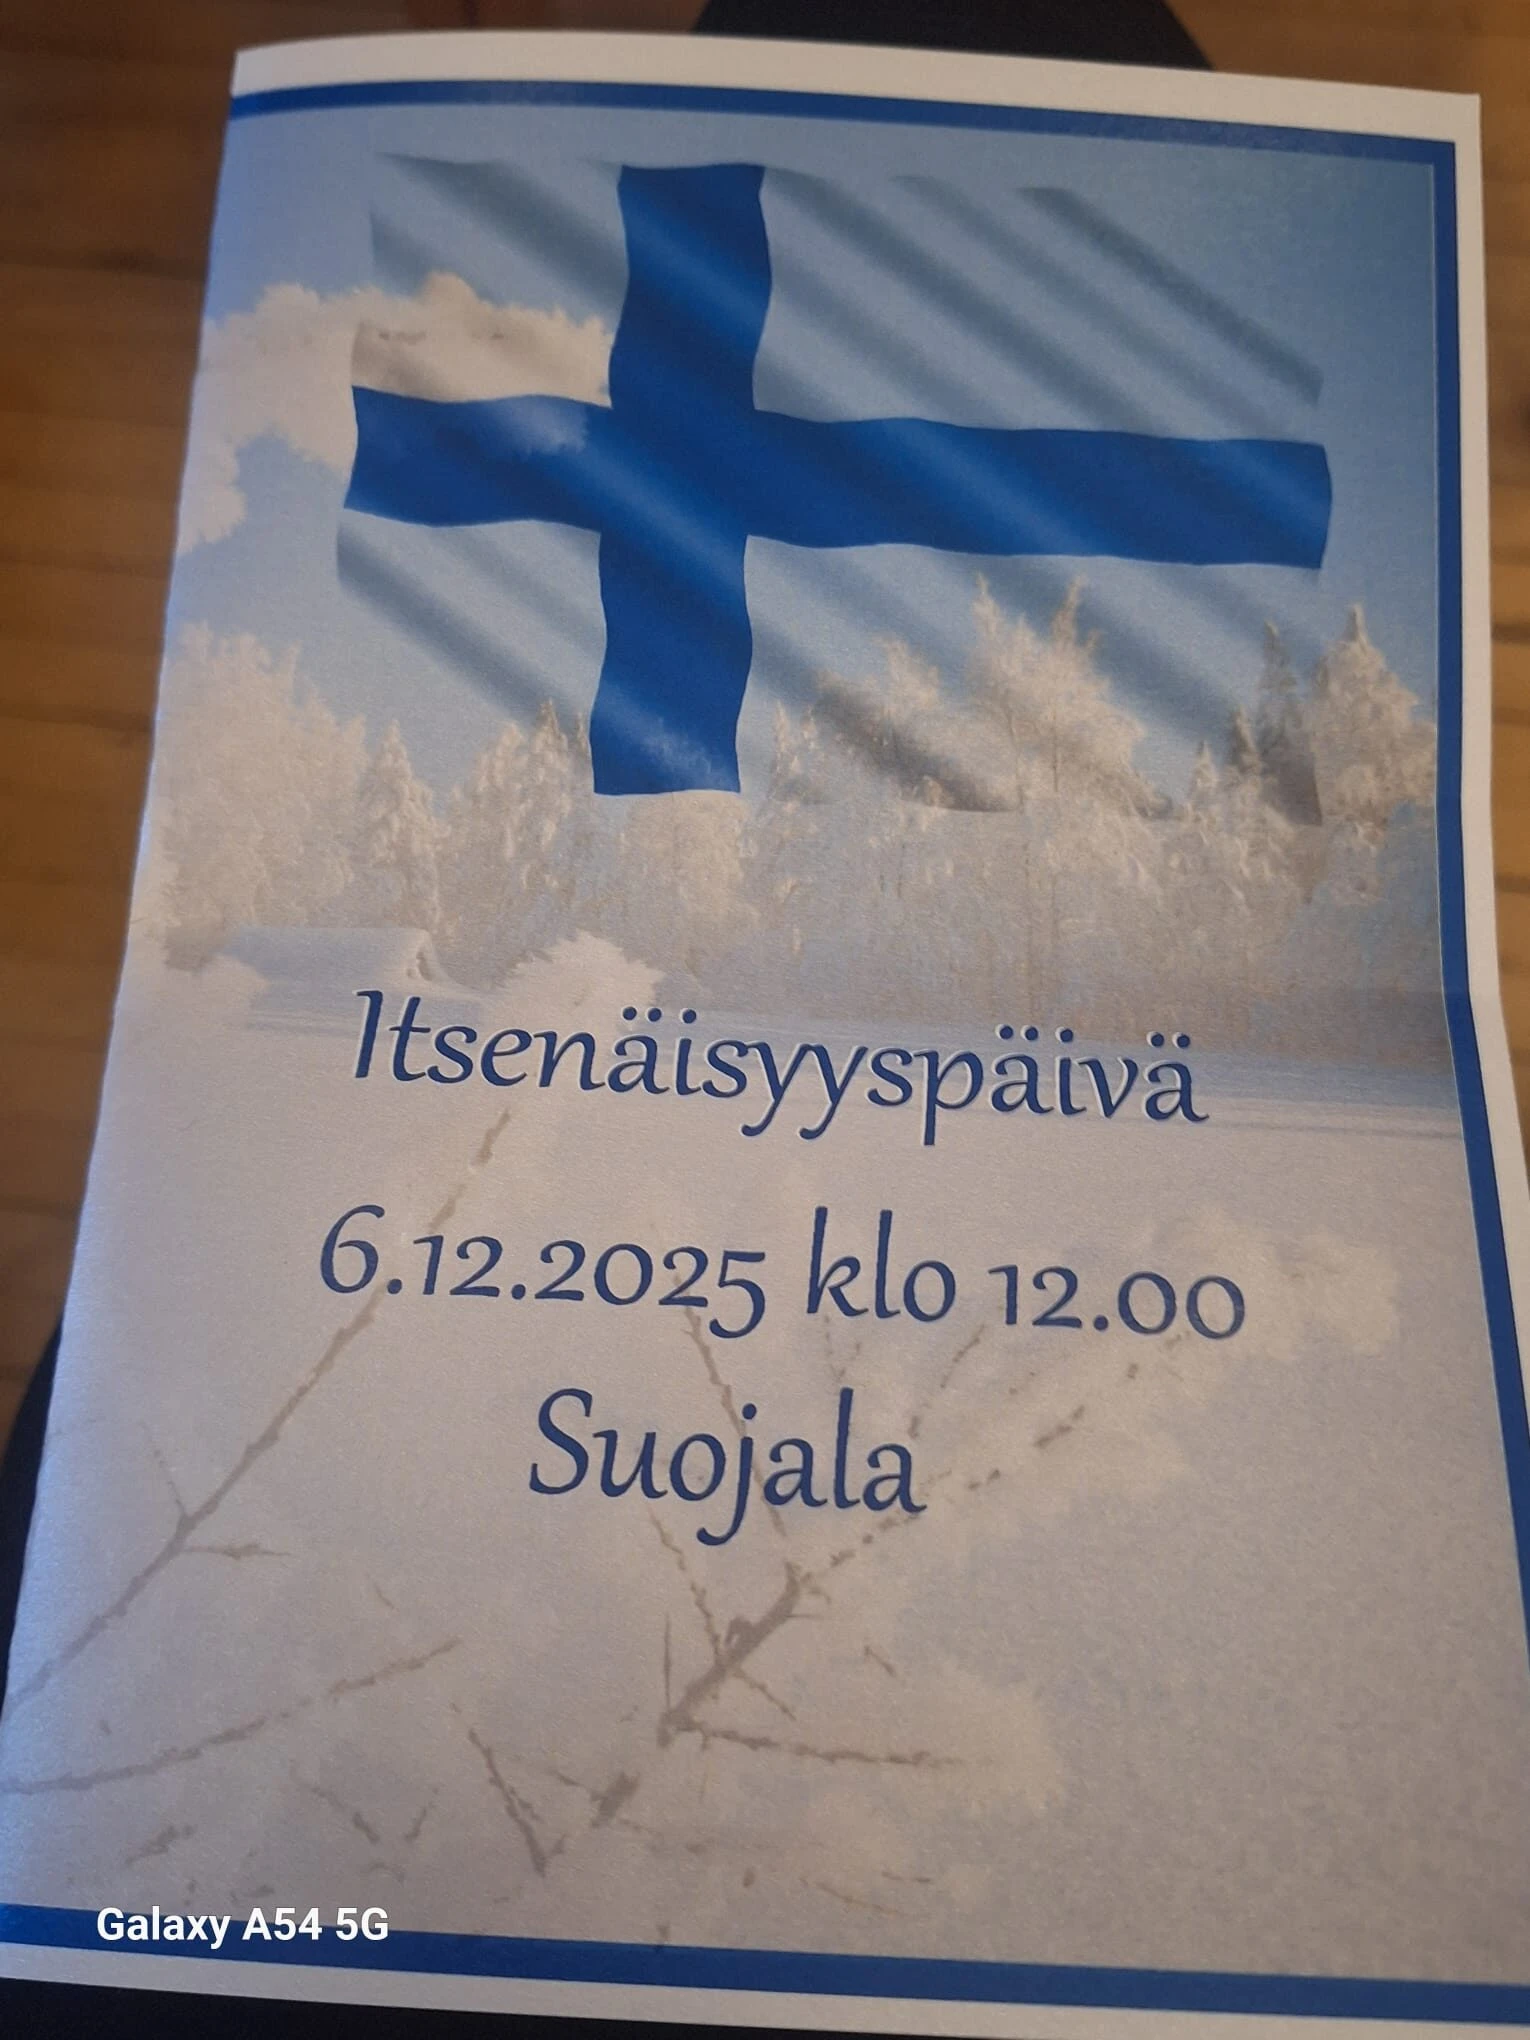 Itsenäisyyspäivä
6.12.2025 klo 12.00
Suojala
Galaxy A54 5G